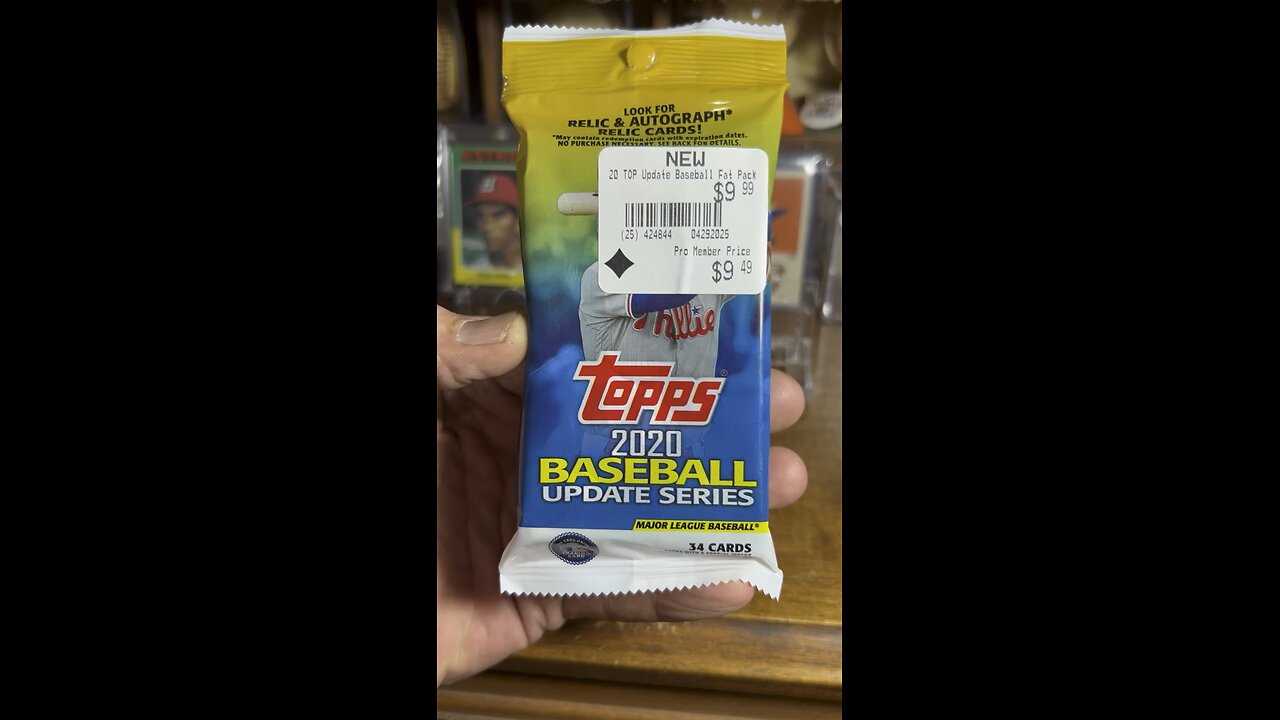 LOOK FOR
RELIC & AUTOGRAPH*
RELIC CARDS!
*May contain redemption cards with expiration dates.
NO PURCHASE NECESSARY. SEE BACK FOR DETAILS.
NEW
20 TOP Update Baseball Fat Pack
$9 99
(25) 424844 04292025
Pro Member Price
$9 49
Phillie
TOPPS®
2020
BASEBALL
UPDATE SERIES
MAJOR LEAGUE BASEBALL®
34 CARDS